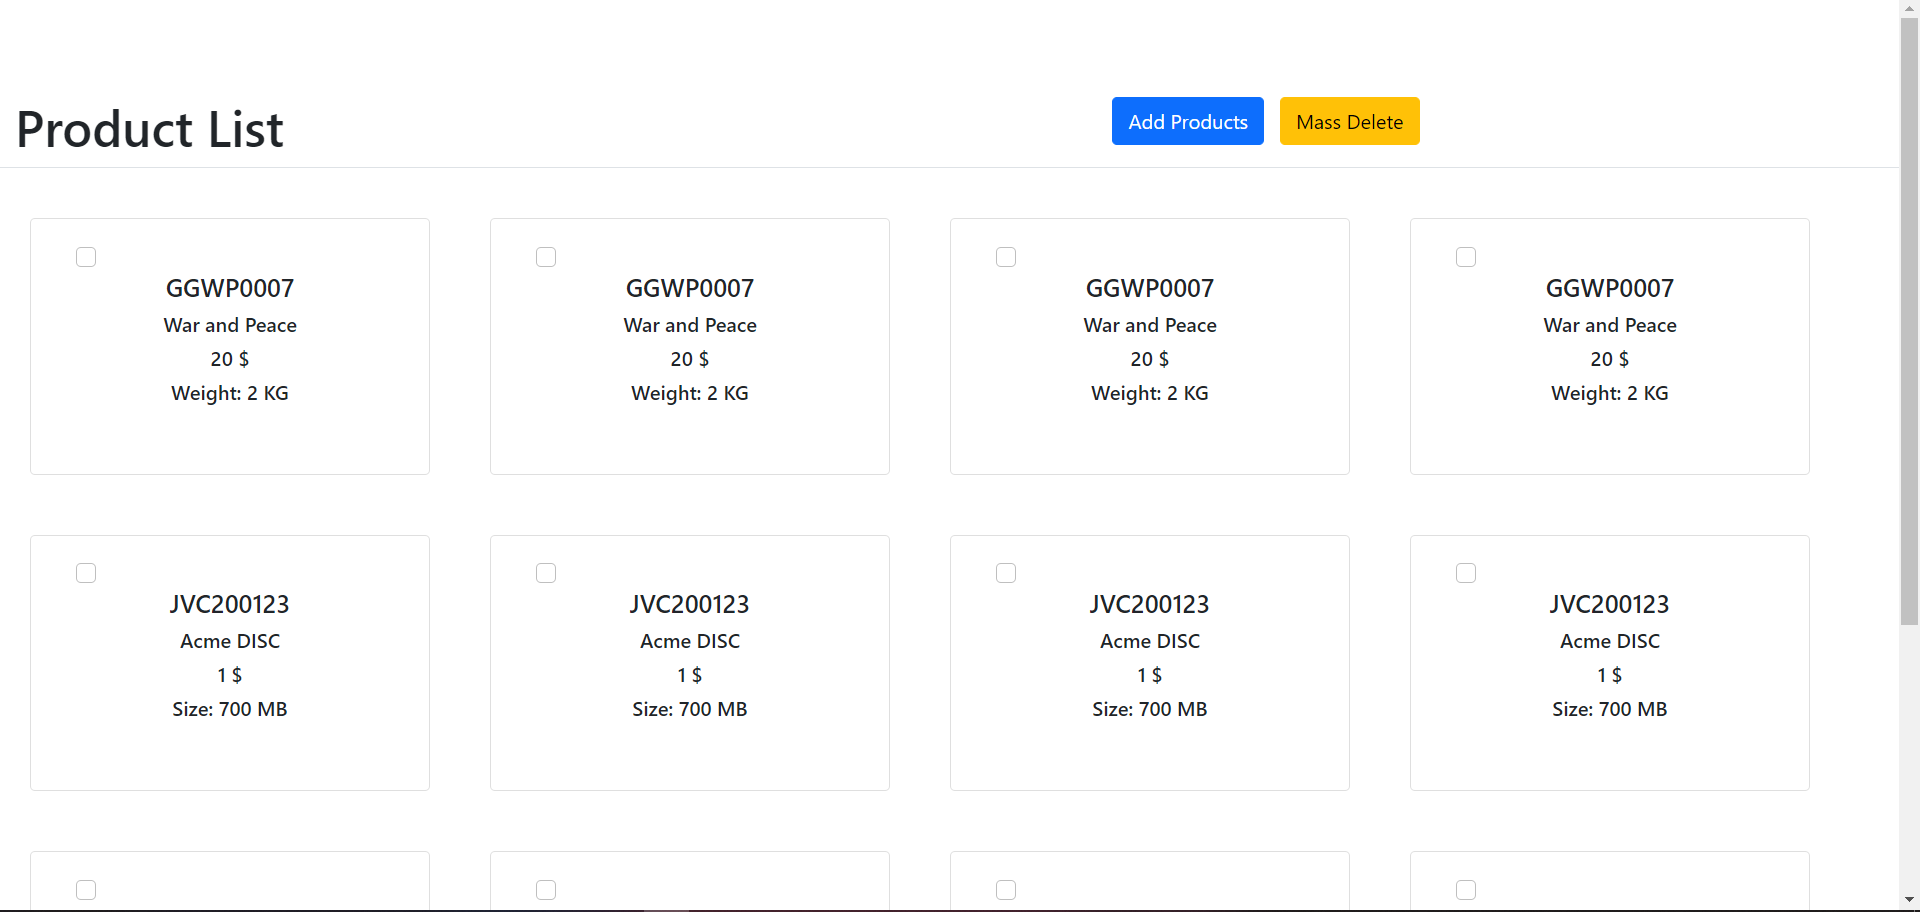 Product List
Add Products Mass Delete
GGWP0007 GGWP0007 GGWP0007 GGWP0007
War and Peace War and Peace War and Peace War and Peace
20 $ 20 $ 20 $ 20 $
Weight: 2 KG Weight: 2 KG Weight: 2 KG Weight: 2 KG
JVC200123 JVC200123 JVC200123 JVC200123
Acme DISC Acme DISC Acme DISC Acme DISC
1 $ 1 $ 1 $ 1 $
Size: 700 MB Size: 700 MB Size: 700 MB Size: 700 MB